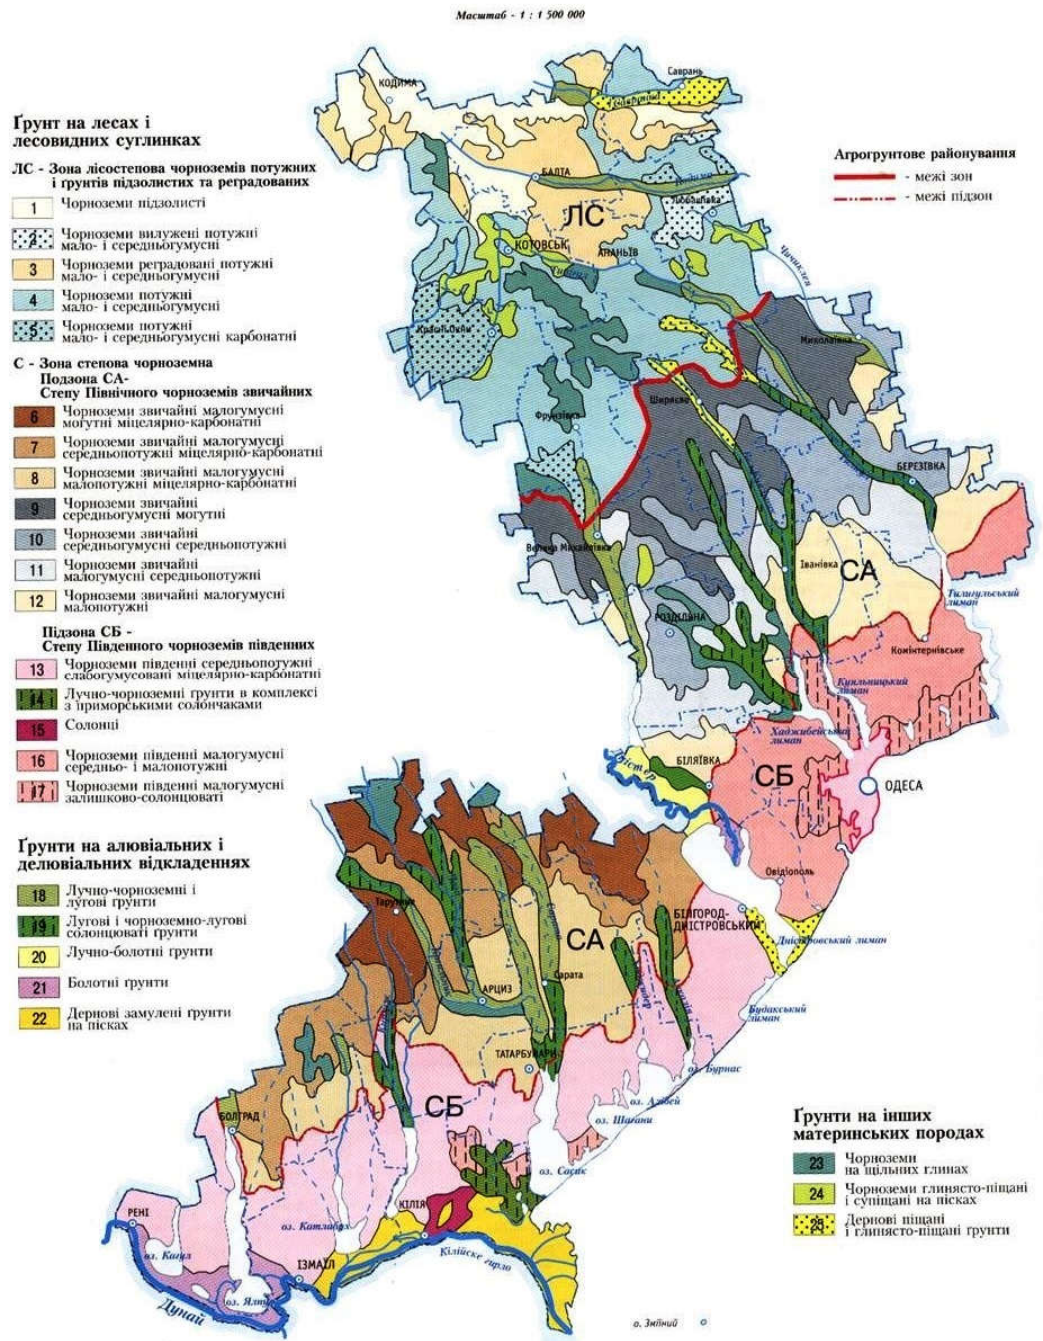 Масштаб - 1 : 1 500 000
Ґрунт на лесах і
лесовидних суглинках
ЛС - Зона лісостепова чорноземів потужних
і ґрунтів підзолистих та реградованих
1 Чорноземи підзолисті
2 Чорноземи вилужені потужні
мало- і середньогумусні
3 Чорноземи реградовані потужні
мало- і середньогумусні
4 Чорноземи потужні
мало- і середньогумусні
5 Чорноземи потужні
мало- і середньогумусні карбонатні
С - Зона степова чорноземна
Подзона СА-
Степу Північного чорноземів звичайних
6 Чорноземи звичайні малогумусні
могутні міцелярно-карбонатні
7 Чорноземи звичайні малогумусні
середньопотужні міцелярно-карбонатні
8 Чорноземи звичайні малогумусні
малопотужні міцелярно-карбонатні
9 Чорноземи звичайні
середньогумусні могутні
10 Чорноземи звичайні
середньогумусні середньопотужні
11 Чорноземи звичайні
малогумусні середньопотужні
12 Чорноземи звичайні малогумусні
малопотужні
Підзона СБ -
Степу Південного чорноземів південних
13 Чорноземи південні середньопотужні
слабогумусовані міцелярно-карбонатні
14 Лучно-чорноземні ґрунти в комплексі
з приморськими солончаками
15 Солонці
16 Чорноземи південні малогумусні
середньо- і малопотужні
17 Чорноземи південні малогумусні
залишково-солонцюваті
Ґрунти на алювіальних і
делювіальних відкладеннях
18 Лучно-чорноземні і
лугові ґрунти
19 Лугові і чорноземно-лугові
солонцюваті ґрунти
20 Лучно-болотні ґрунти
21 Болотні ґрунти
22 Дернові замулені ґрунти
на пісках
Агрогрунтове районування
- межі зон
- межі підзон
Саврань
КОДИМА
Савранка
БАЛТА
Кодима
Любашівка
ЛС
КОТОВСЬК
АНАНЬЇВ
Тилігул
Чичиклея
Красні Окни
Миколаївка
Ширяєво
Фрунзівка
БЕРЕЗІВКА
Велика Михайлівка
Іванівка
СА
Тилигульський
лиман
РОЗДІЛЬНА
Комінтернівське
Куяльницький
лиман
Хаджибейський
лиман
БІЛЯЇВКА
Дністер
СБ
ОДЕСА
Овідіополь
Тарутине
БІЛГОРОД-
ДНІСТРОВСЬКИЙ
Дністровський лиман
СА
Сарата
АРЦИЗ
Будакський
лиман
ТАТАРБУНАРИ
оз. Бурнас
оз. Алібей
оз. Шагани
СБ
БОЛГРАД
оз. Сасик
КІЛІЯ
РЕНІ
оз. Катлабух
оз. Кагул
ІЗМАЇЛ
Кілійске гирло
оз. Ялпуг
Дунай
о. Зміїний
Ґрунти на інших
материнських породах
23 Чорноземи
на щільних глинах
24 Чорноземи глинясто-піщані
і супіщані на пісках
25 Дернові піщані
і глинясто-піщані ґрунти